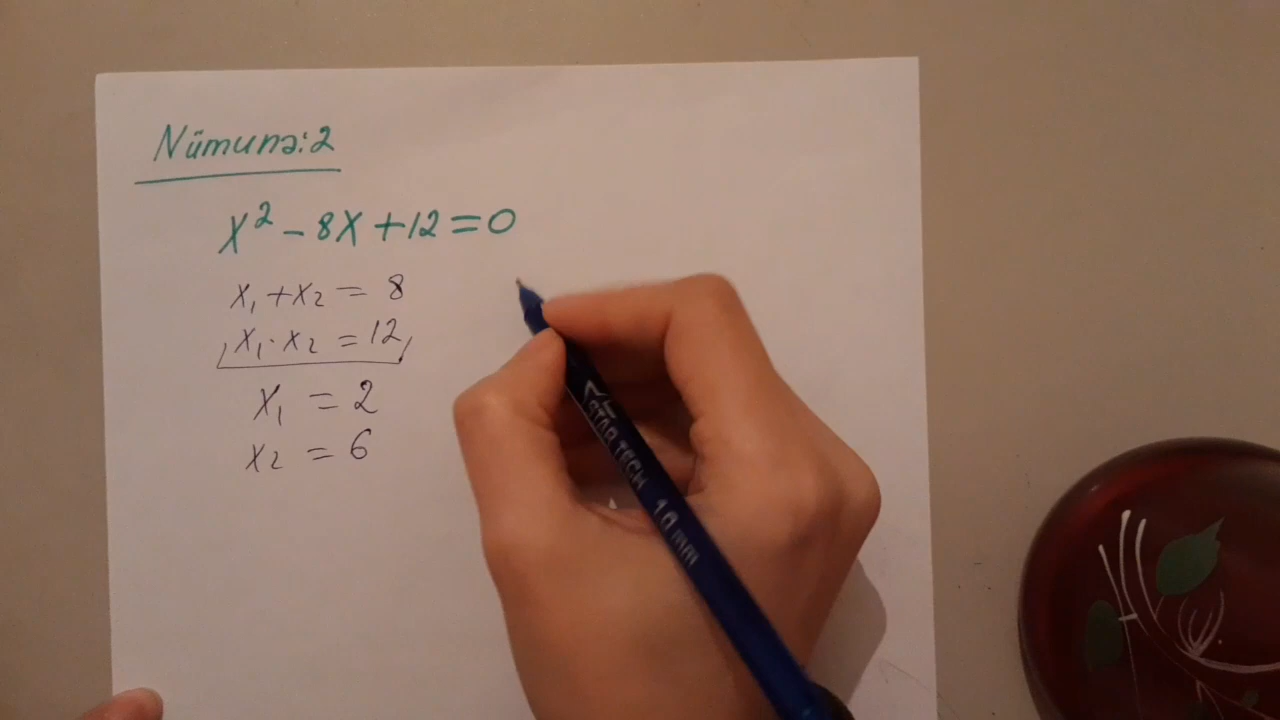 Nümunə:2
x² - 8x + 12 = 0
x₁ + x₂ = 8
x₁ · x₂ = 12
x₁ = 2
x₂ = 6
STAR TECH 1.0 mm